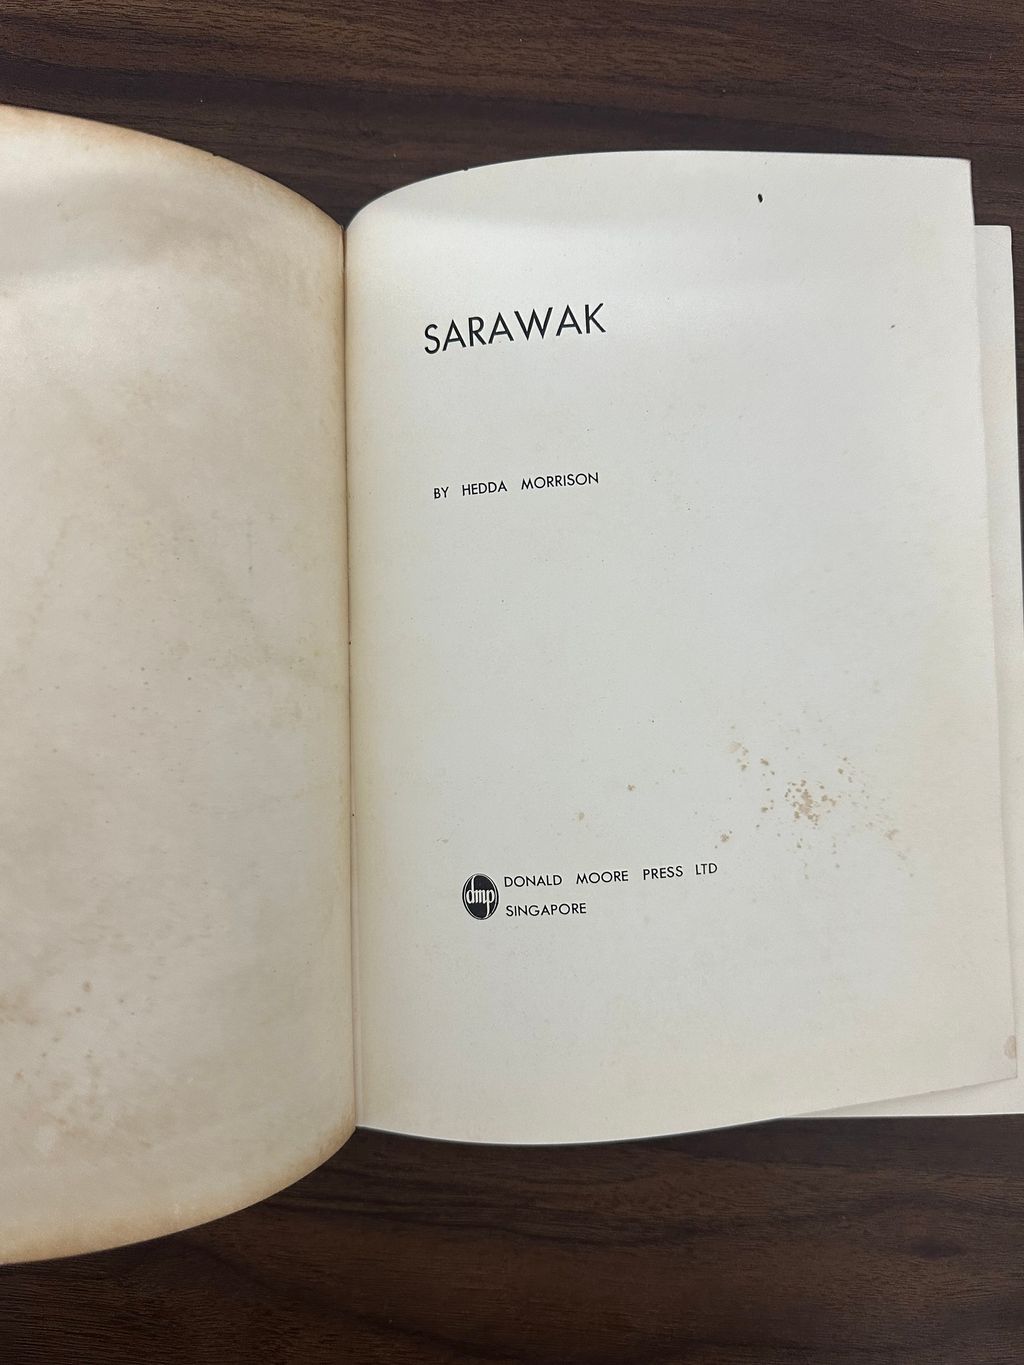 SARAWAK
BY HEDDA MORRISON
dmp DONALD MOORE PRESS LTD
SINGAPORE